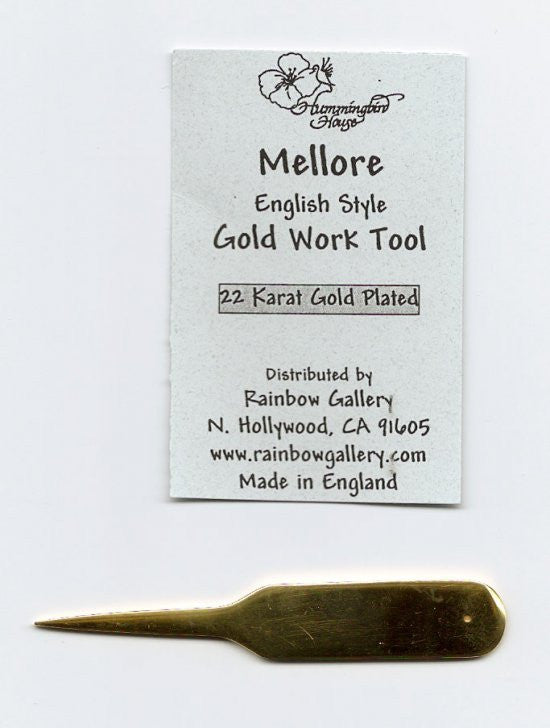 Hummingbird
House
Mellore
English Style
Gold Work Tool
22 Karat Gold Plated
Distributed by
Rainbow Gallery
N. Hollywood, CA 91605
www.rainbowgallery.com
Made in England